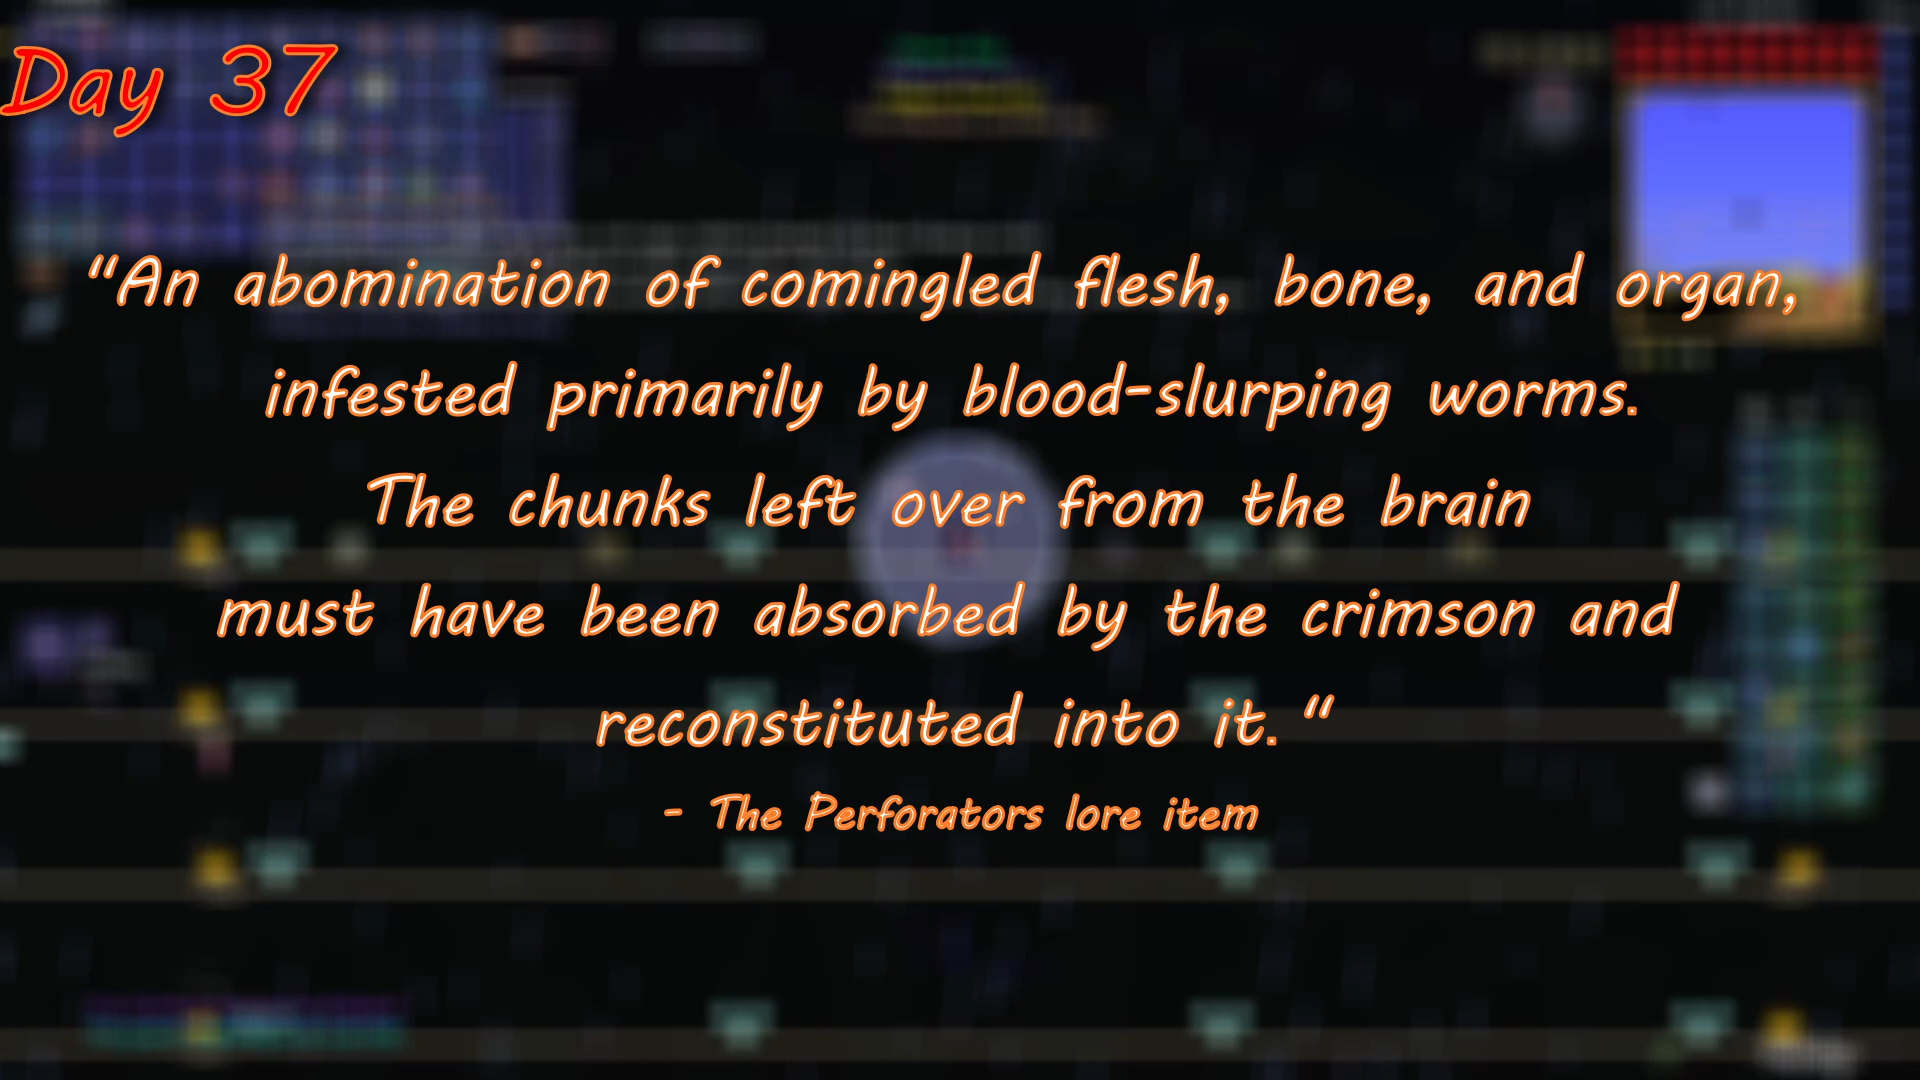 Day 37
“An abomination of comingled flesh, bone, and organ,
infested primarily by blood-slurping worms.
The chunks left over from the brain
must have been absorbed by the crimson and
reconstituted into it. “
- The Perforators lore item